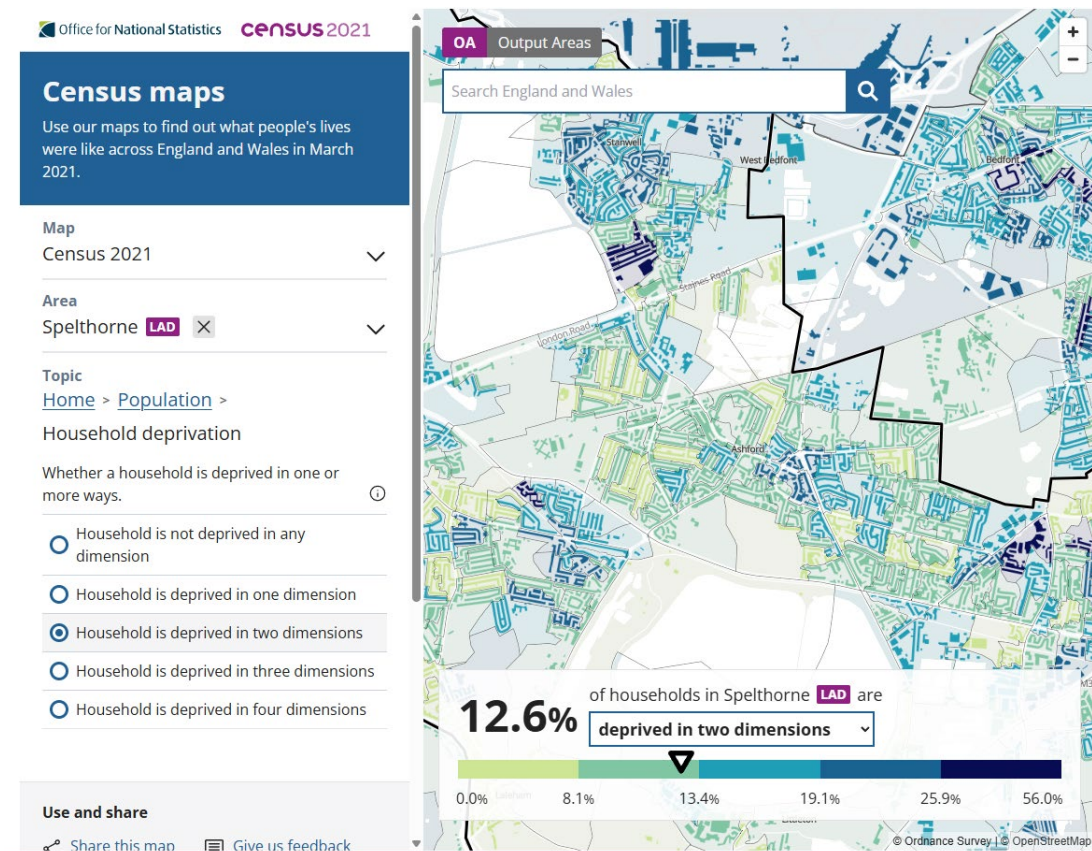 Office for National Statistics census 2021
Census maps
Use our maps to find out what people's lives
were like across England and Wales in March
2021.
Map
Census 2021
Area
Spelthorne LAD
Topic
Home > Population >
Household deprivation
Whether a household is deprived in one or
more ways.
Household is not deprived in any
dimension
Household is deprived in one dimension
Household is deprived in two dimensions
Household is deprived in three dimensions
Household is deprived in four dimensions
Use and share
Share this map Give us feedback
OA Output Areas
Search England and Wales
+
−
Stanwell
West Bedfont
Bedfont
Staines Road
London Road
Ashford
M3
12.6% of households in Spelthorne LAD are
deprived in two dimensions
0.0% 8.1% 13.4% 19.1% 25.9% 56.0%
Laleham
Littleton
© Ordnance Survey | © OpenStreetMap